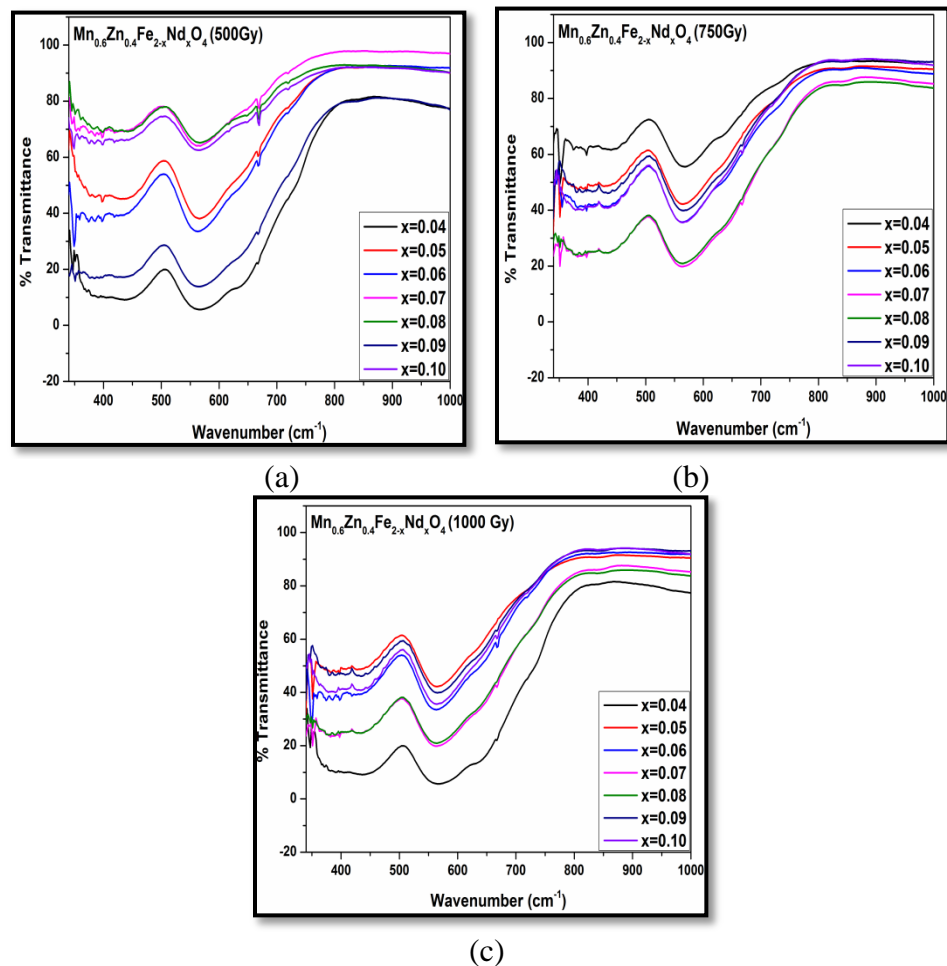 Mn₀.₆Zn₀.₄Fe₂₋ₓNdₓO₄ (500Gy)
100
80
60
40
20
0
-20
% Transmittance
x=0.04
x=0.05
x=0.06
x=0.07
x=0.08
x=0.09
x=0.10
400 500 600 700 800 900 1000
Wavenumber (cm⁻¹)
(a)
Mn₀.₆Zn₀.₄Fe₂₋ₓNdₓO₄ (750Gy)
100
80
60
40
20
0
-20
% Transmittance
x=0.04
x=0.05
x=0.06
x=0.07
x=0.08
x=0.09
x=0.10
400 500 600 700 800 900 1000
Wavenumber (cm⁻¹)
(b)
Mn₀.₆Zn₀.₄Fe₂₋ₓNdₓO₄ (1000 Gy)
100
80
60
40
20
0
-20
% Transmittance
x=0.04
x=0.05
x=0.06
x=0.07
x=0.08
x=0.09
x=0.10
400 500 600 700 800 900 1000
Wavenumber (cm⁻¹)
(c)